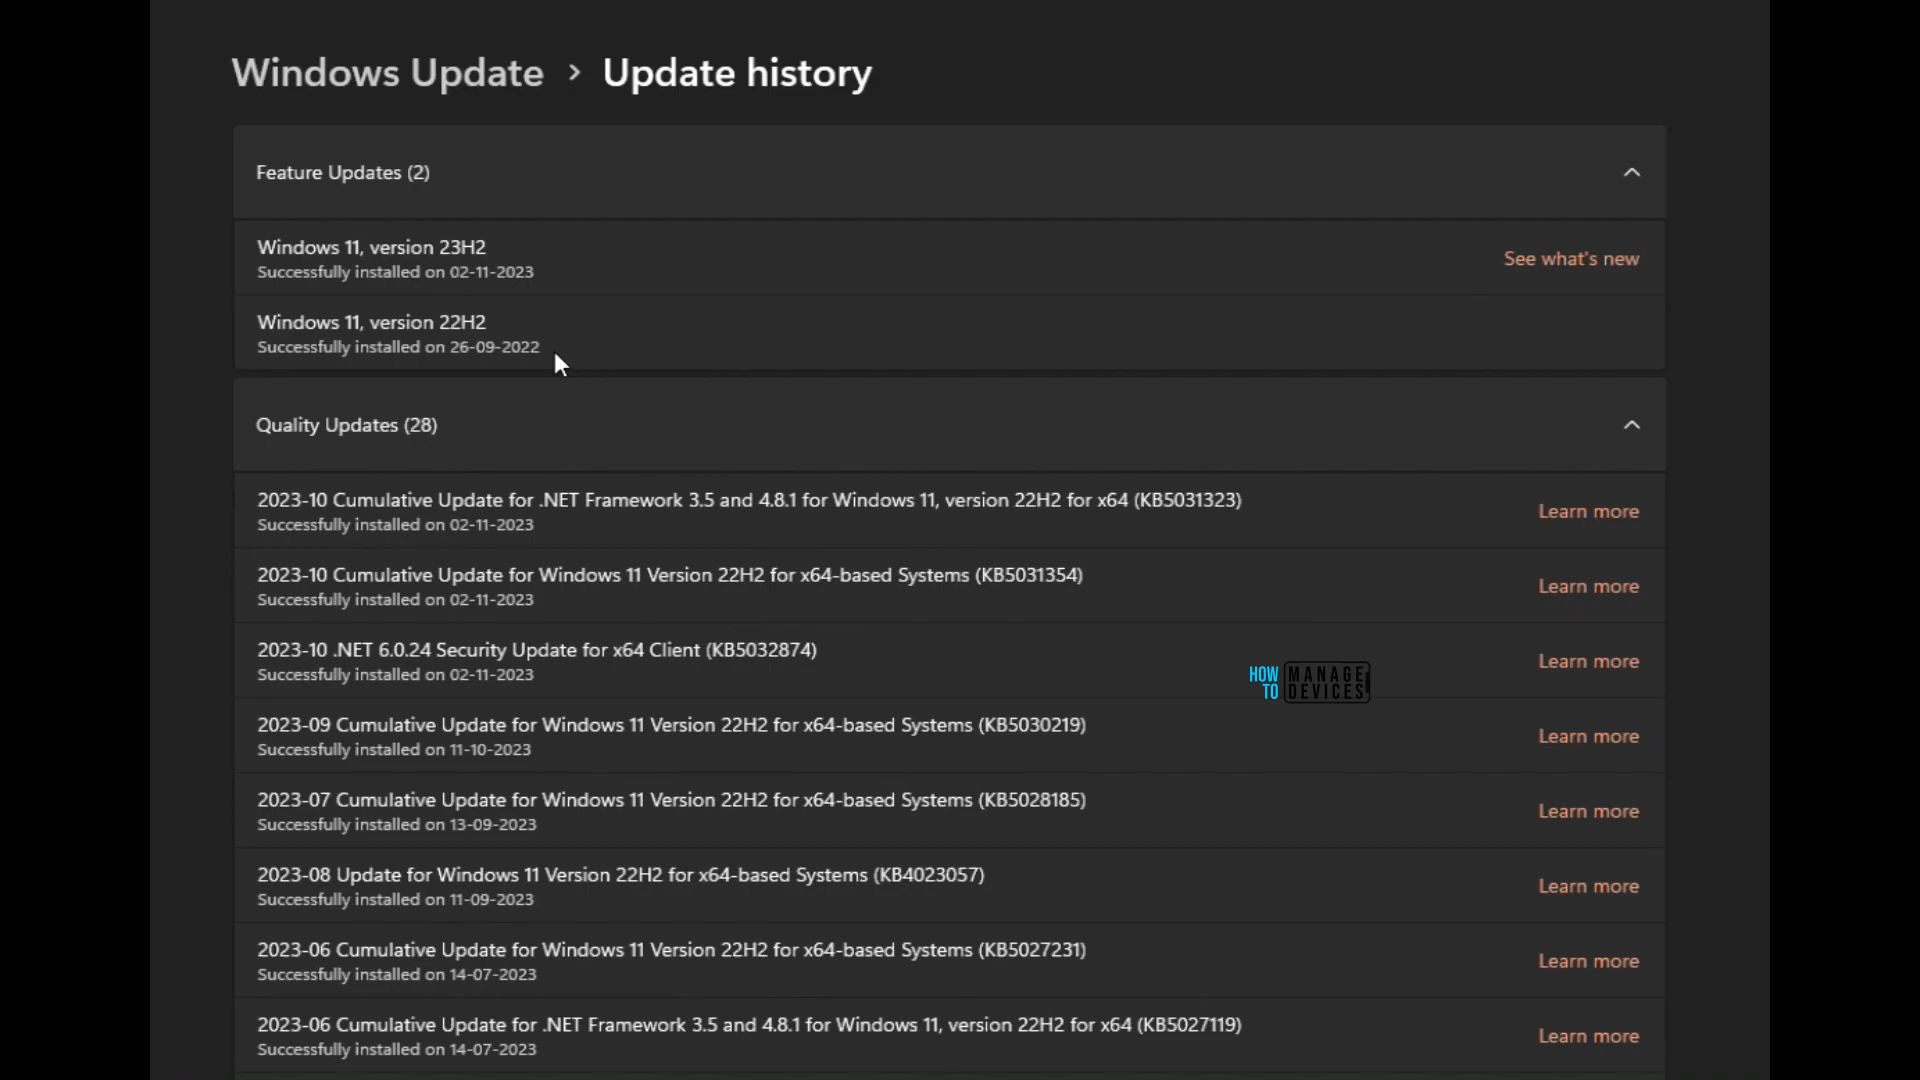 Windows Update > Update history
Feature Updates (2)
Windows 11, version 23H2
Successfully installed on 02-11-2023
See what's new
Windows 11, version 22H2
Successfully installed on 26-09-2022
Quality Updates (28)
2023-10 Cumulative Update for .NET Framework 3.5 and 4.8.1 for Windows 11, version 22H2 for x64 (KB5031323)
Successfully installed on 02-11-2023
Learn more
2023-10 Cumulative Update for Windows 11 Version 22H2 for x64-based Systems (KB5031354)
Successfully installed on 02-11-2023
Learn more
2023-10 .NET 6.0.24 Security Update for x64 Client (KB5032874)
Successfully installed on 02-11-2023
Learn more
HOW TO
MANAGE
DEVICES
2023-09 Cumulative Update for Windows 11 Version 22H2 for x64-based Systems (KB5030219)
Successfully installed on 11-10-2023
Learn more
2023-07 Cumulative Update for Windows 11 Version 22H2 for x64-based Systems (KB5028185)
Successfully installed on 13-09-2023
Learn more
2023-08 Update for Windows 11 Version 22H2 for x64-based Systems (KB4023057)
Successfully installed on 11-09-2023
Learn more
2023-06 Cumulative Update for Windows 11 Version 22H2 for x64-based Systems (KB5027231)
Successfully installed on 14-07-2023
Learn more
2023-06 Cumulative Update for .NET Framework 3.5 and 4.8.1 for Windows 11, version 22H2 for x64 (KB5027119)
Successfully installed on 14-07-2023
Learn more